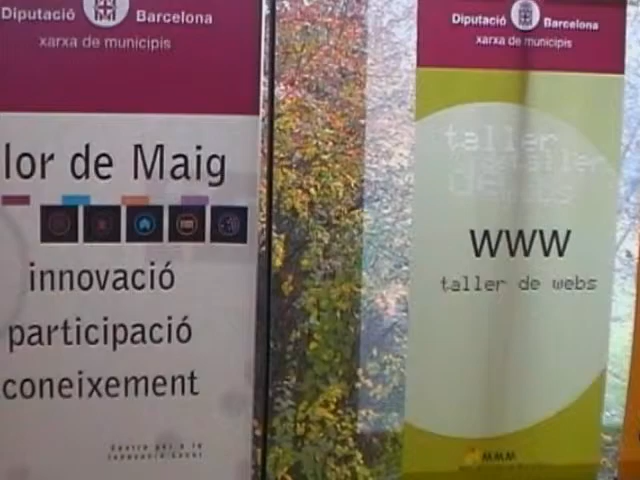 Diputació Barcelona
xarxa de municipis
lor de Maig
innovació
participació
coneixement
Diputació Barcelona
xarxa de municipis
taller
www
taller de webs